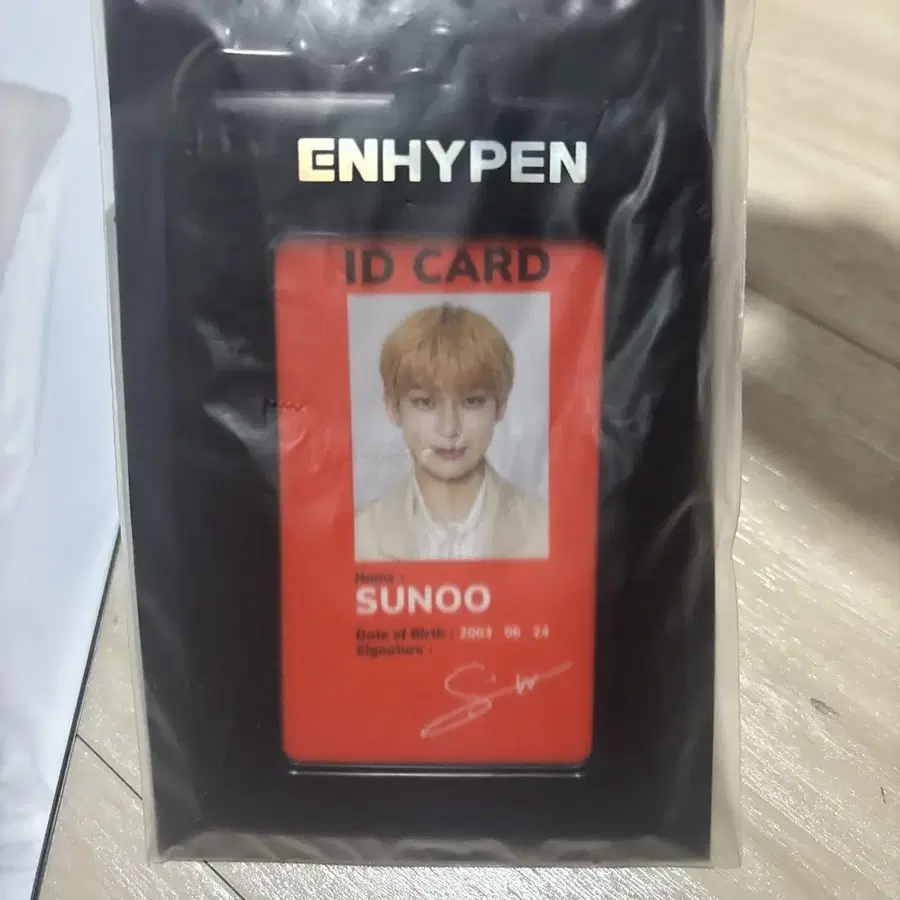 ENHYPEN
ID CARD
Name :
SUNOO
Date of Birth : 2003 06 24
Signature :